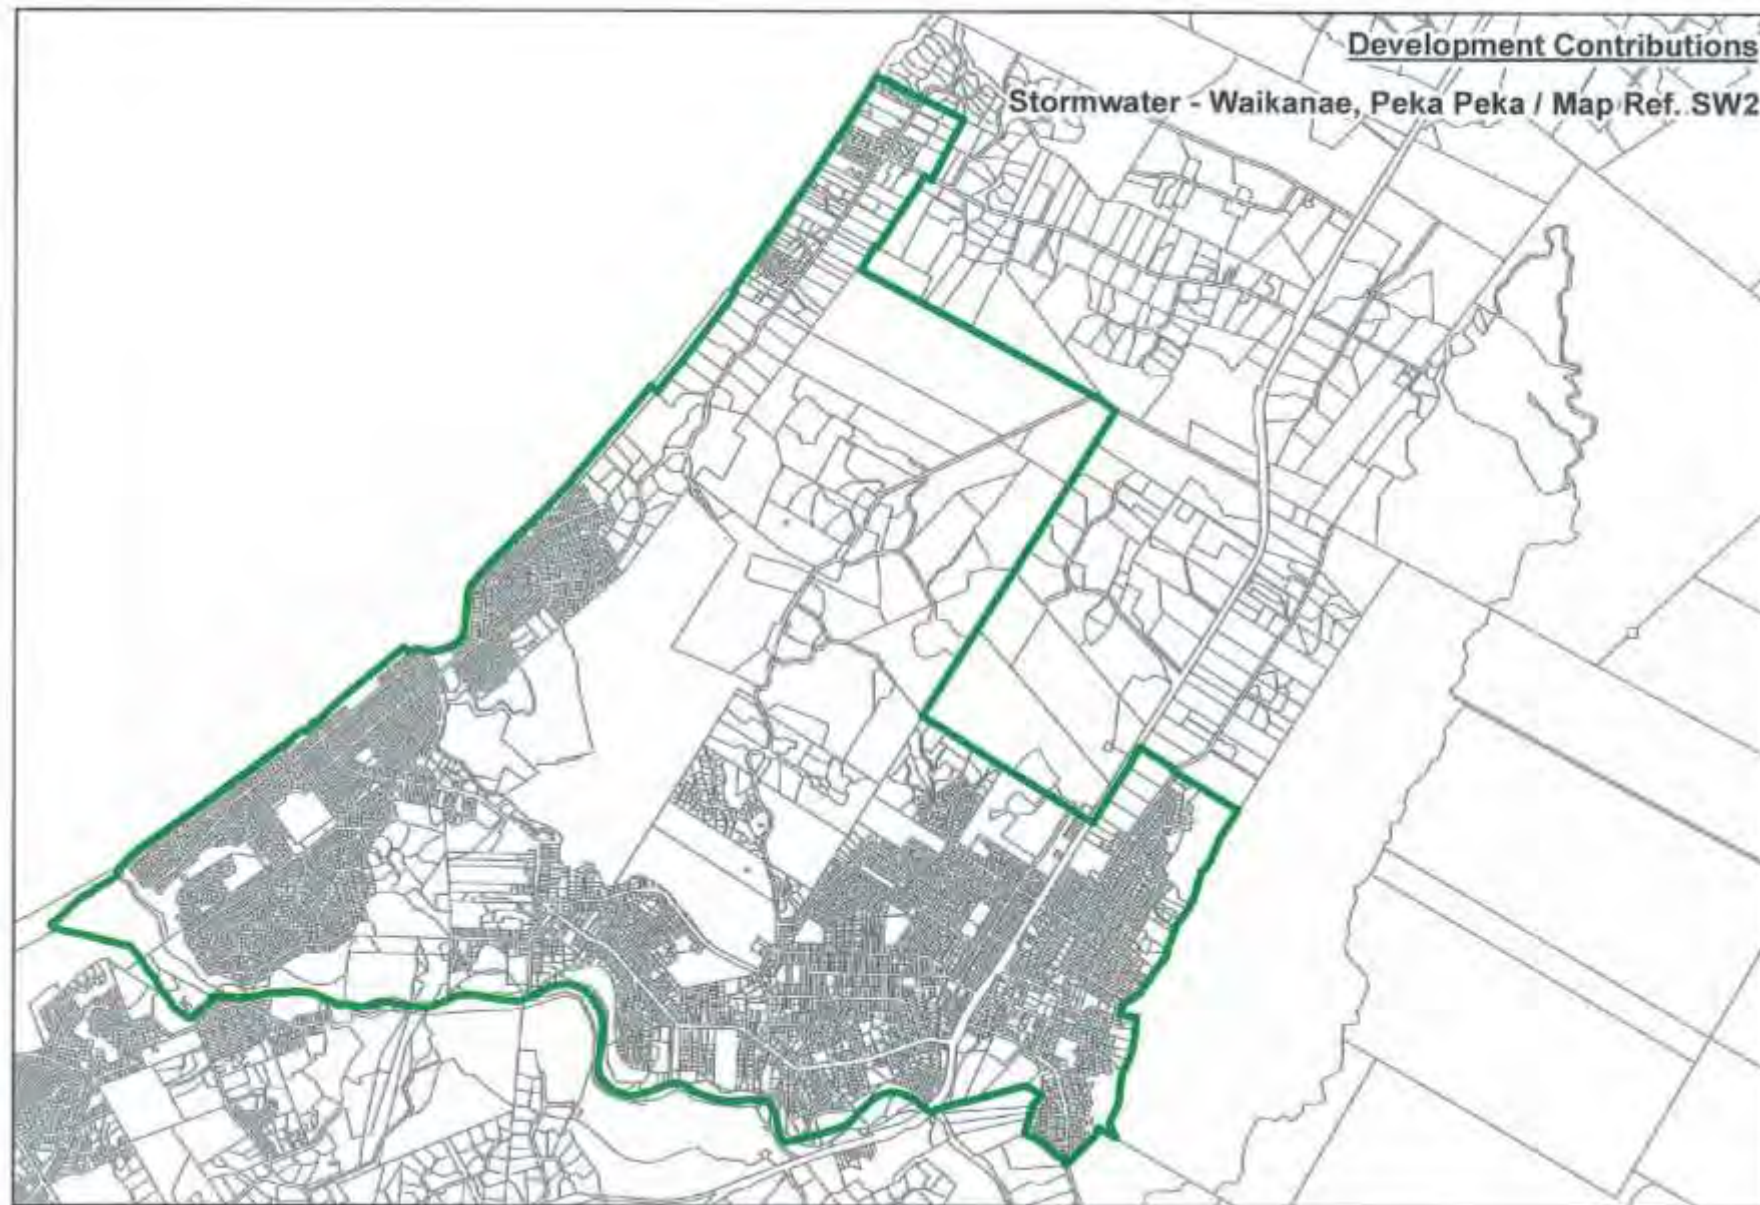 Development Contributions
Stormwater - Waikanae, Peka Peka / Map Ref. SW2